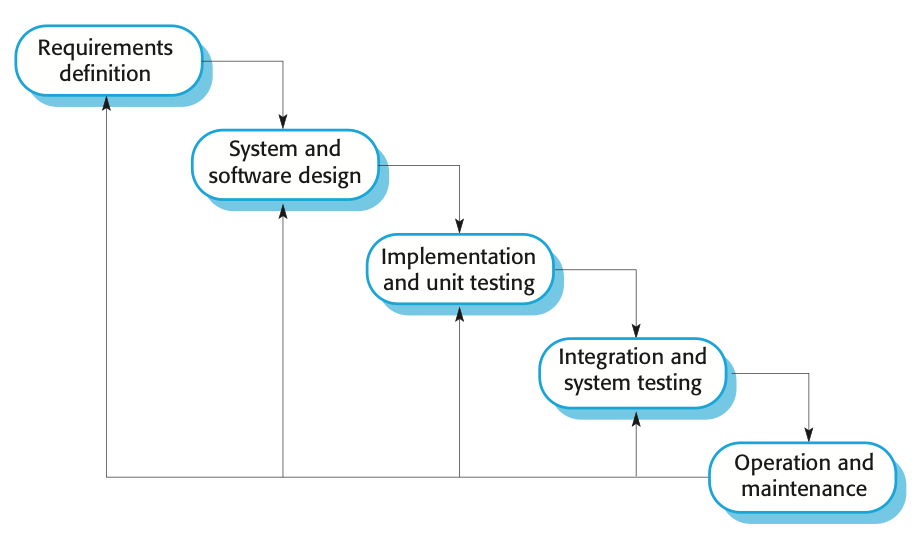 Requirements
definition
System and
software design
Implementation
and unit testing
Integration and
system testing
Operation and
maintenance